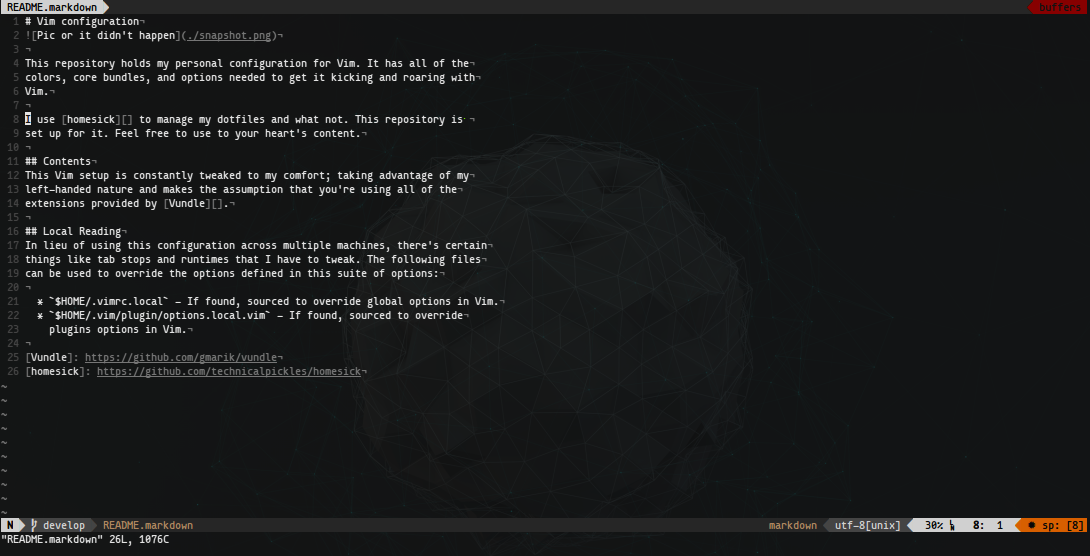 README.markdown buffers
1 # Vim configuration¬
2 ![Pic or it didn't happen](./snapshot.png)¬
3 ¬
4 This repository holds my personal configuration for Vim. It has all of the¬
5 colors, core bundles, and options needed to get it kicking and roaring with¬
6 Vim.¬
7 ¬
8 I use [homesick][] to manage my dotfiles and what not. This repository is·¬
9 set up for it. Feel free to use to your heart's content.¬
10 ¬
11 ## Contents¬
12 This Vim setup is constantly tweaked to my comfort; taking advantage of my¬
13 left-handed nature and makes the assumption that you're using all of the¬
14 extensions provided by [Vundle][].¬
15 ¬
16 ## Local Reading¬
17 In lieu of using this configuration across multiple machines, there's certain¬
18 things like tab stops and runtimes that I have to tweak. The following files¬
19 can be used to override the options defined in this suite of options:¬
20 ¬
21   * `$HOME/.vimrc.local` – If found, sourced to override global options in Vim.¬
22   * `$HOME/.vim/plugin/options.local.vim` – If found, sourced to override¬
23     plugins options in Vim.¬
24 ¬
25 [Vundle]: https://github.com/gmarik/vundle¬
26 [homesick]: https://github.com/technicalpickles/homesick¬
~
~
~
~
~
~
~
~
~
~
N develop README.markdown markdown utf-8[unix] 30% 8: 1 sp: [8]
"README.markdown" 26L, 1076C